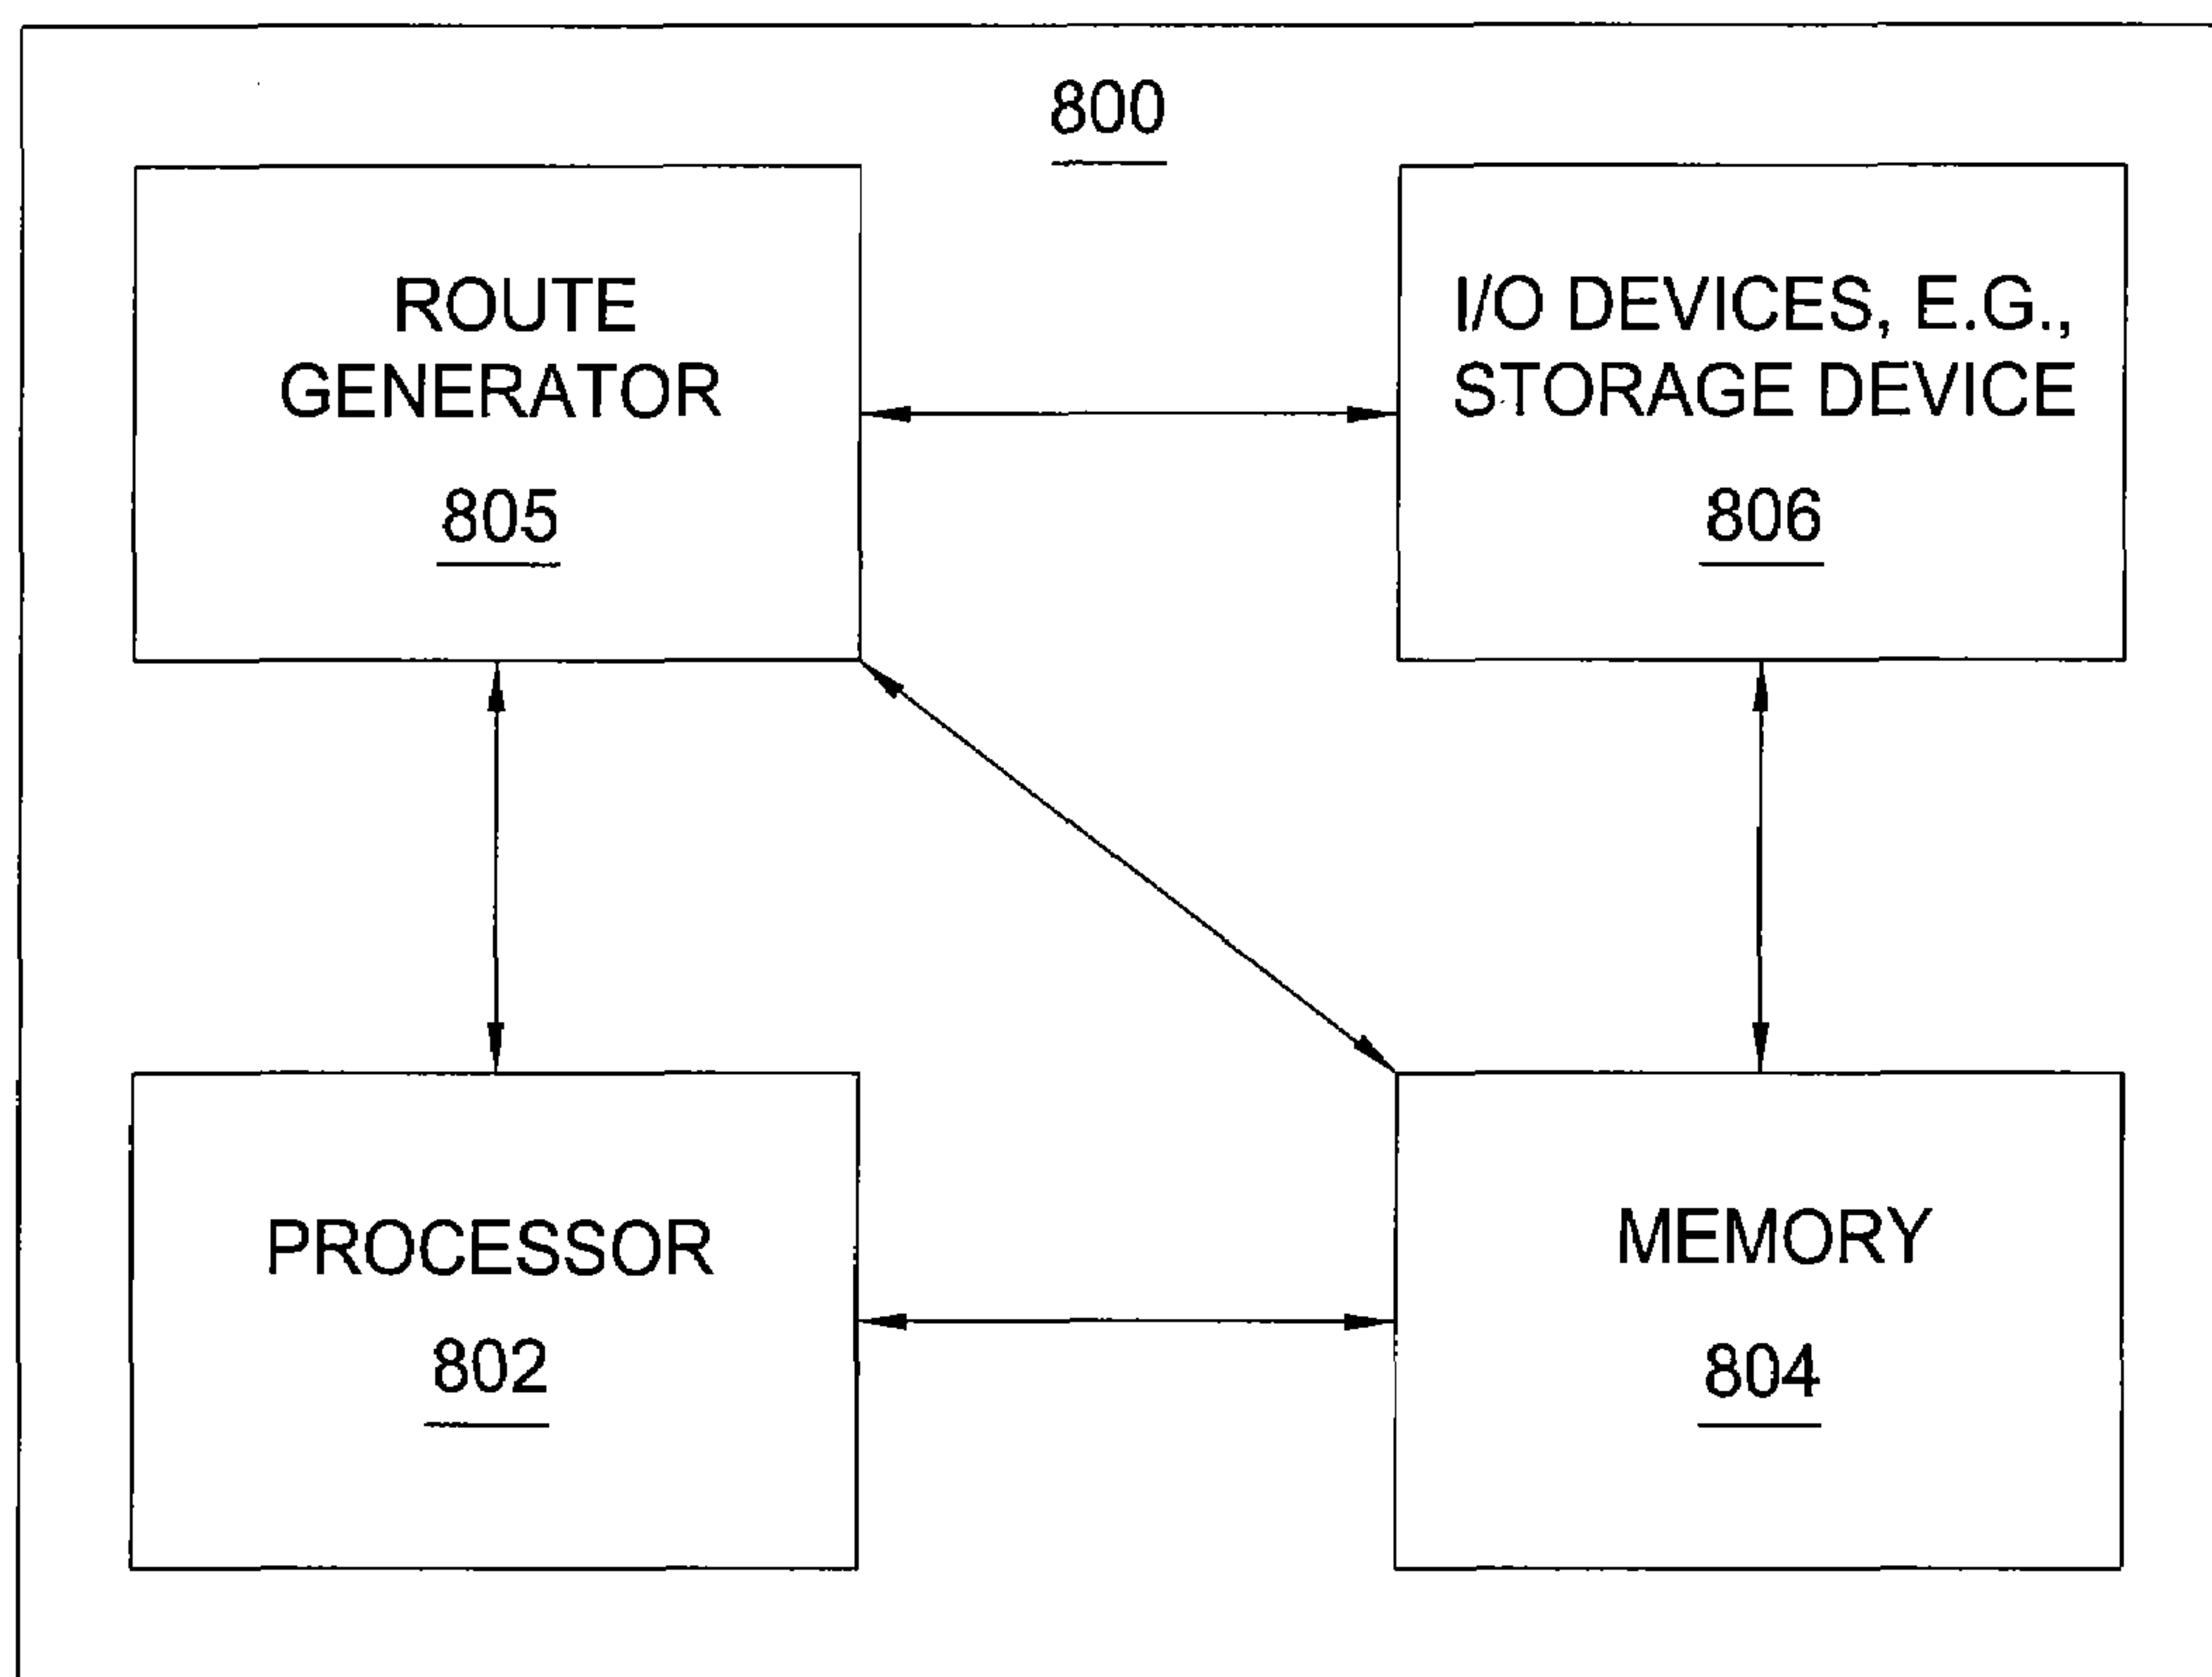 800
ROUTE
GENERATOR
805
I/O DEVICES, E.G.,
STORAGE DEVICE
806
PROCESSOR
802
MEMORY
804